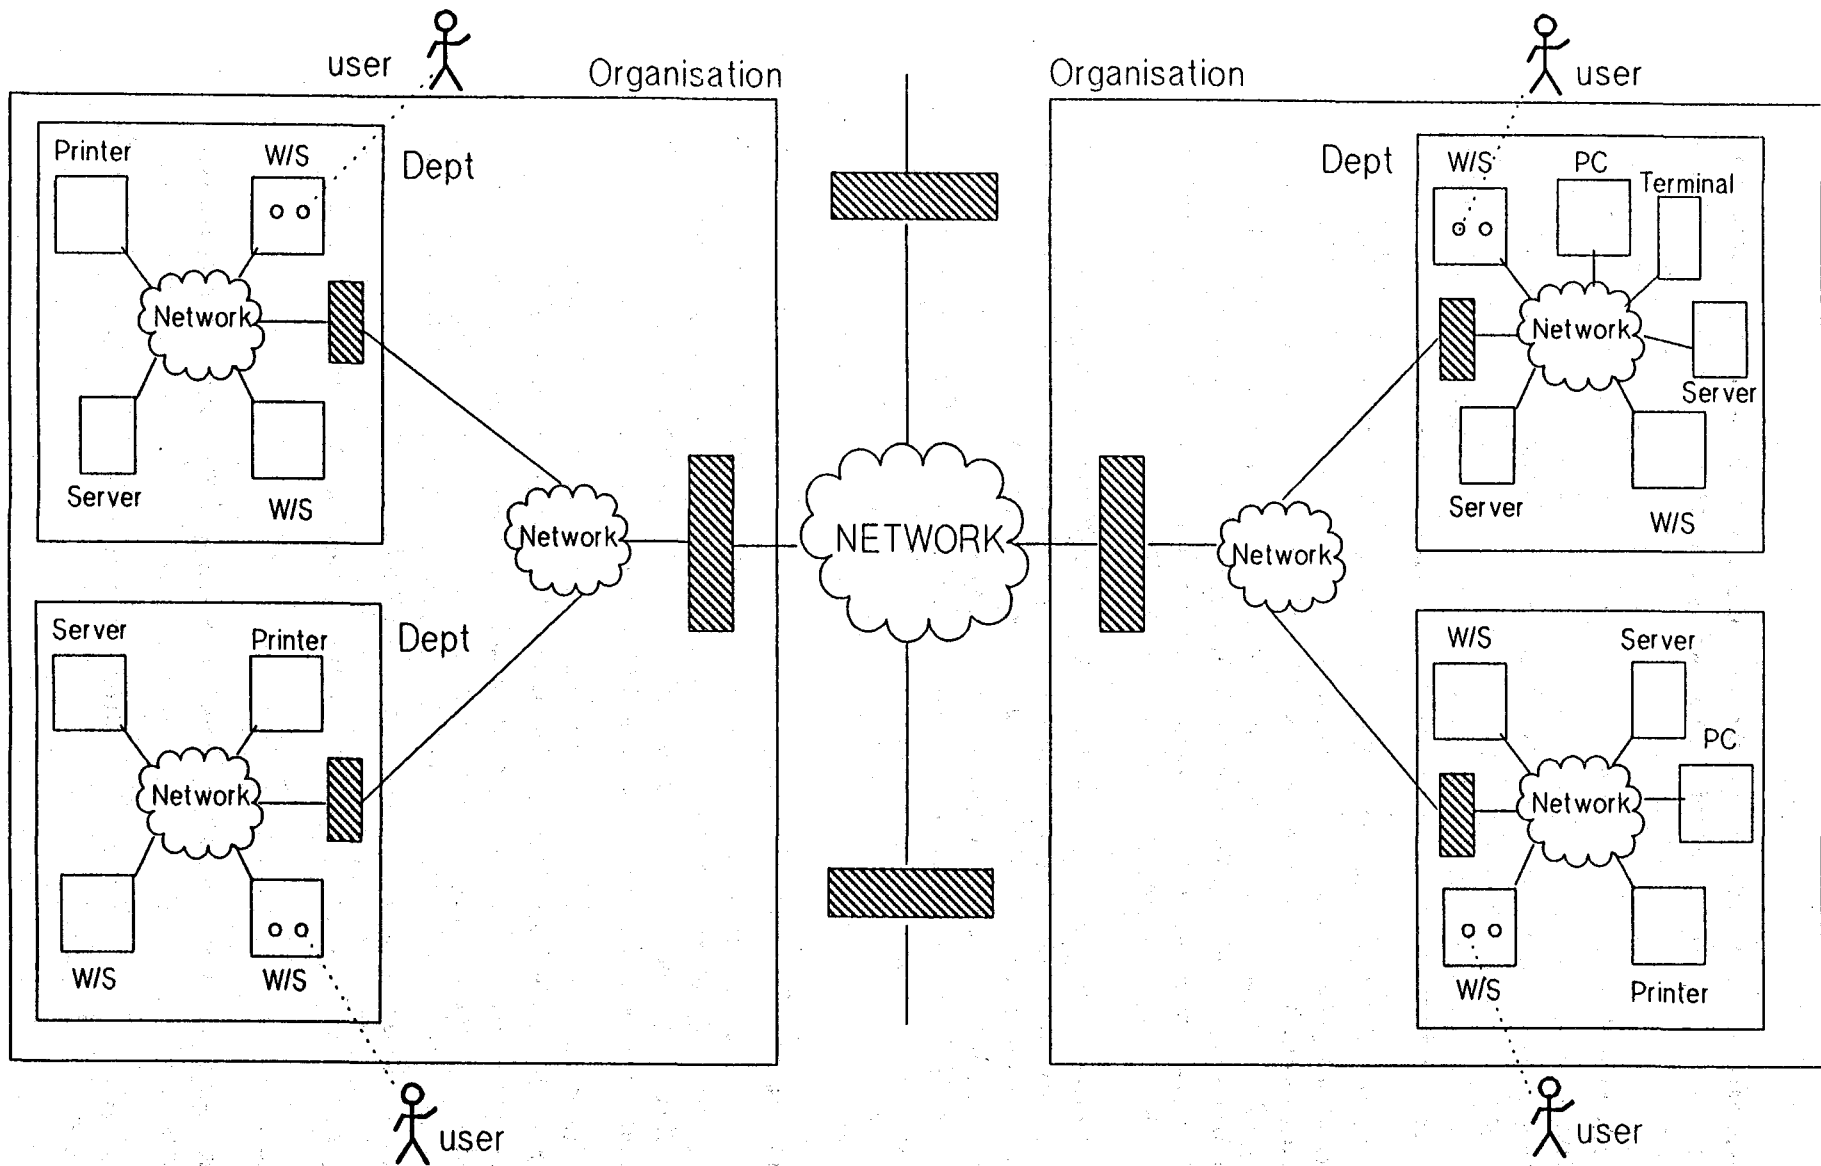 user
Organisation
Organisation
user
Printer
W/S
Dept
Network
Server
W/S
Dept
Server
Printer
Network
W/S
W/S
user
Network
NETWORK
Network
Dept
W/S
PC
Terminal
Network
Server
Server
W/S
W/S
Server
PC
Network
W/S
Printer
user